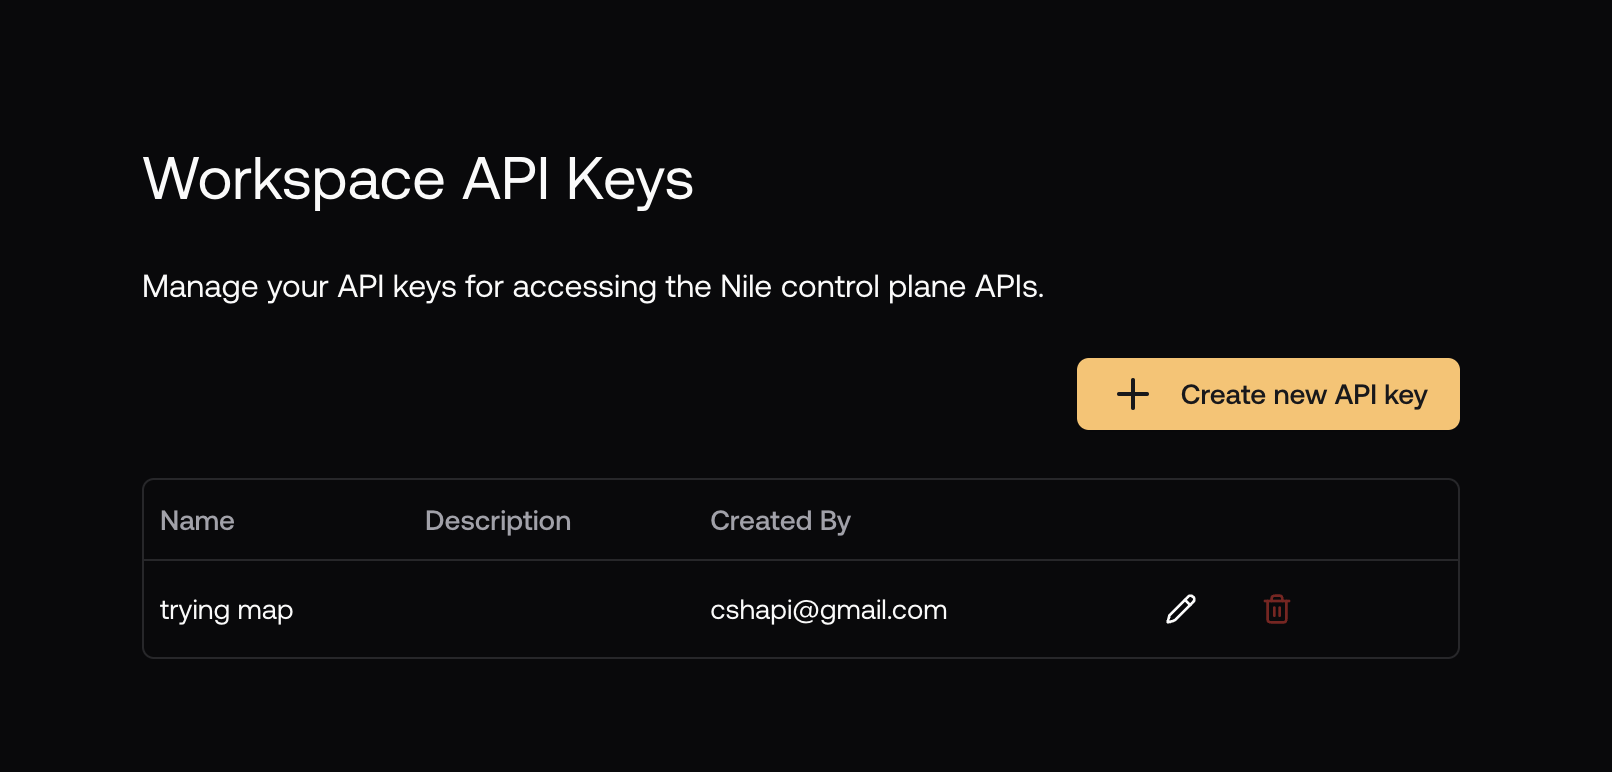 Workspace API Keys
Manage your API keys for accessing the Nile control plane APIs.
Create new API key
Name Description Created By
trying map cshapi@gmail.com